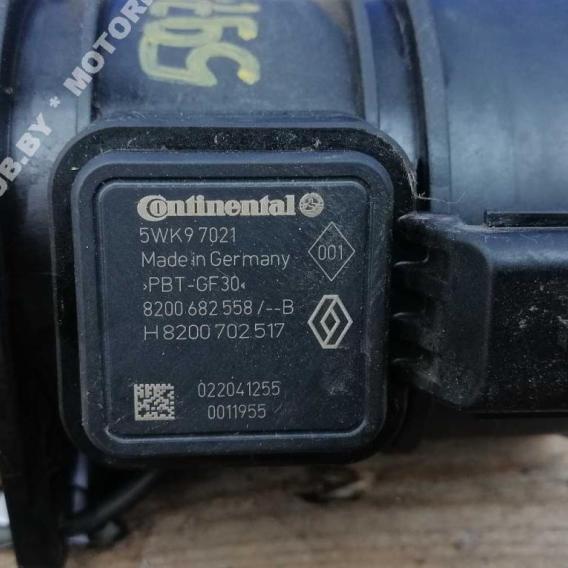 Continental
5WK9 7021
Made in Germany
001
>PBT-GF30<
8200 682 558 /--B
H 8200 702.517
022041255
0011955